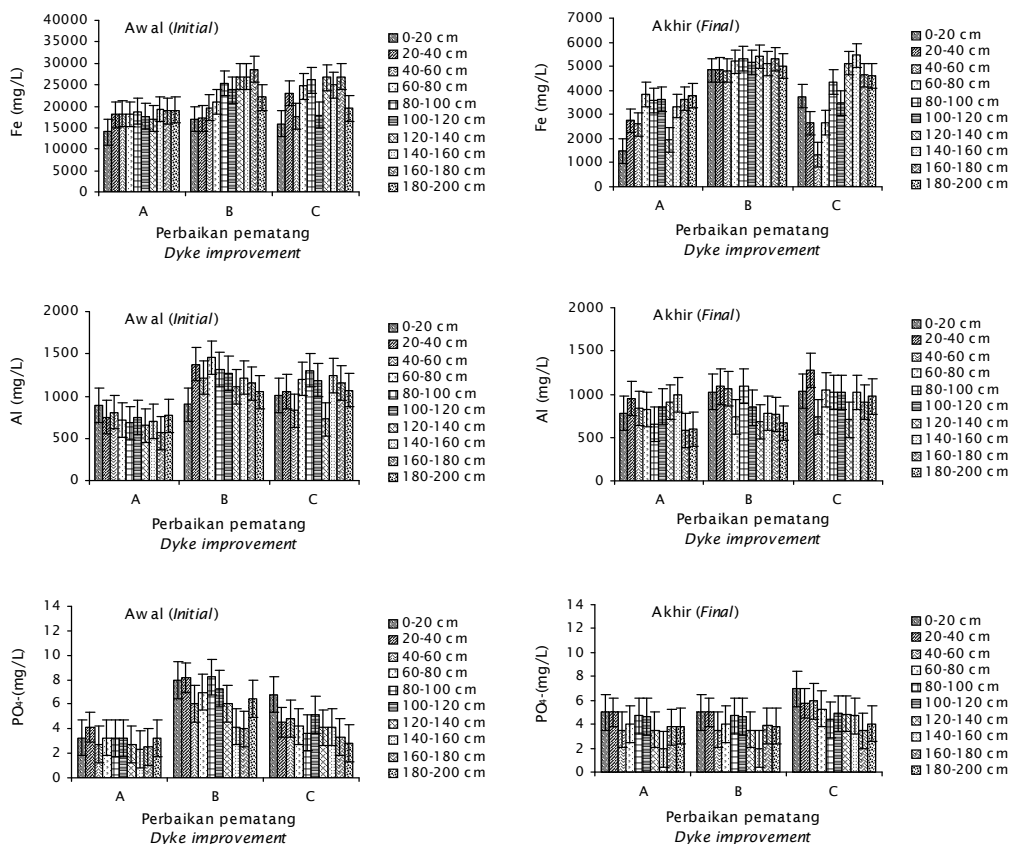 Awal (Initial)
Fe (mg/L)
40000
35000
30000
25000
20000
15000
10000
5000
0
A B C
Perbaikan pematang
Dyke improvement
0-20 cm
20-40 cm
40-60 cm
60-80 cm
80-100 cm
100-120 cm
120-140 cm
140-160 cm
160-180 cm
180-200 cm
Akhir (Final)
Fe (mg/L)
7000
6000
5000
4000
3000
2000
1000
0
A B C
Perbaikan pematang
Dyke improvement
0-20 cm
20-40 cm
40-60 cm
60-80 cm
80-100 cm
100-120 cm
120-140 cm
140-160 cm
160-180 cm
180-200 cm
Awal (Initial)
Al (mg/L)
2000
1500
1000
500
0
A B C
Perbaikan pematang
Dyke improvement
0-20 cm
20-40 cm
40-60 cm
60-80 cm
80-100 cm
100-120 cm
120-140 cm
140-160 cm
160-180 cm
180-200 cm
Akhir (Final)
Al (mg/L)
2000
1500
1000
500
0
A B C
Perbaikan pematang
Dyke improvement
0-20 cm
20-40 cm
40-60 cm
60-80 cm
80-100 cm
100-120 cm
120-140 cm
140-160 cm
160-180 cm
180-200 cm
Awal (Initial)
PO₄-(mg/L)
14
12
10
8
6
4
2
0
A B C
Perbaikan pematang
Dyke improvement
0-20 cm
20-40 cm
40-60 cm
60-80 cm
80-100 cm
100-120 cm
120-140 cm
140-160 cm
160-180 cm
180-200 cm
Akhir (Final)
PO₄-(mg/L)
14
12
10
8
6
4
2
0
A B C
Perbaikan pematang
Dyke improvement
0-20 cm
20-40 cm
40-60 cm
60-80 cm
80-100 cm
100-120 cm
120-140 cm
140-160 cm
160-180 cm
180-200 cm